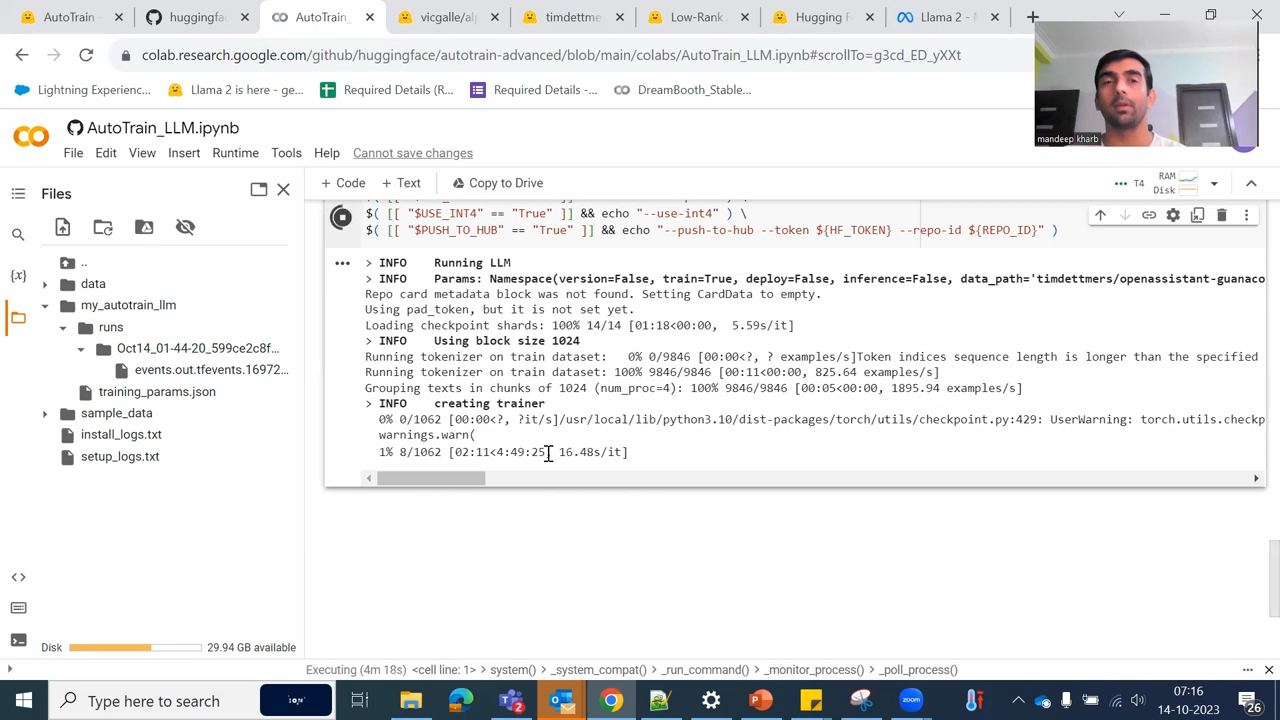 AutoTrain
huggingfac
AutoTrain_
vicgalle/alp
timdettme
Low-Rank
Hugging F
Llama 2 -
colab.research.google.com/github/huggingface/autotrain-advanced/blob/main/colabs/AutoTrain_LLM.ipynb#scrollTo=g3cd_ED_yXXt
Lightning Experienc...
Llama 2 is here - ge...
Required Details (R...
Required Details -...
DreamBooth_Stable...
mandeep kharb
AutoTrain_LLM.ipynb
File Edit View Insert Runtime Tools Help Cannot save changes
Files
+ Code + Text Copy to Drive
T4 RAM
Disk
..
data
my_autotrain_llm
runs
Oct14_01-44-20_599ce2c8f...
events.out.tfevents.16972...
training_params.json
sample_data
install_logs.txt
setup_logs.txt
Disk 29.94 GB available
$( [[ "$USE_INT4" == "True" ]] && echo "--use-int4" ) \
$( [[ "$PUSH_TO_HUB" == "True" ]] && echo "--push-to-hub --token ${HF_TOKEN} --repo-id ${REPO_ID}" )
> INFO Running LLM
> INFO Params: Namespace(version=False, train=True, deploy=False, inference=False, data_path='timdettmers/openassistant-guanaco
Repo card metadata block was not found. Setting CardData to empty.
Using pad_token, but it is not set yet.
Loading checkpoint shards: 100% 14/14 [01:18<00:00, 5.59s/it]
> INFO Using block size 1024
Running tokenizer on train dataset: 0% 0/9846 [00:00<?, ? examples/s]Token indices sequence length is longer than the specified
Running tokenizer on train dataset: 100% 9846/9846 [00:11<00:00, 825.64 examples/s]
Grouping texts in chunks of 1024 (num_proc=4): 100% 9846/9846 [00:05<00:00, 1895.94 examples/s]
> INFO creating trainer
0% 0/1062 [00:00<?, ?it/s]/usr/local/lib/python3.10/dist-packages/torch/utils/checkpoint.py:429: UserWarning: torch.utils.checkp
warnings.warn(
1% 8/1062 [02:11<4:49:25, 16.48s/it]
Executing (4m 18s) <cell line: 1> > system() > _system_compat() > _run_command() > _monitor_process() > _poll_process()
Type here to search
07:16
14-10-2023
26